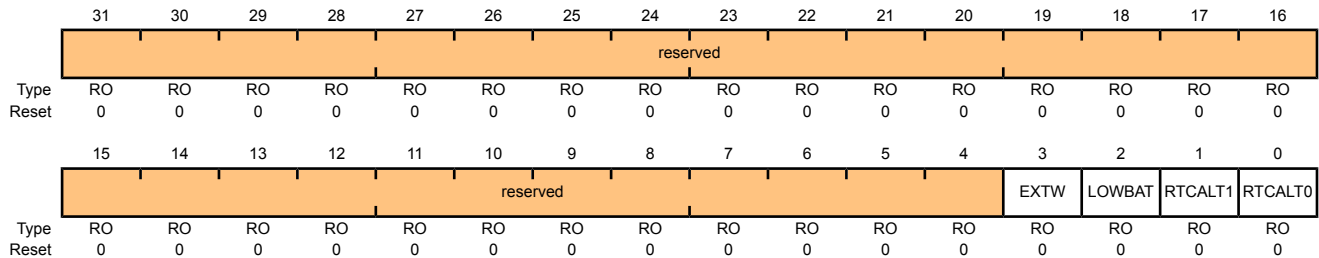 31 30 29 28 27 26 25 24 23 22 21 20 19 18 17 16
reserved
Type RO RO RO RO RO RO RO RO RO RO RO RO RO RO RO RO
Reset 0 0 0 0 0 0 0 0 0 0 0 0 0 0 0 0
15 14 13 12 11 10 9 8 7 6 5 4 3 2 1 0
reserved EXTW LOWBAT RTCALT1 RTCALT0
Type RO RO RO RO RO RO RO RO RO RO RO RO RO RO RO RO
Reset 0 0 0 0 0 0 0 0 0 0 0 0 0 0 0 0